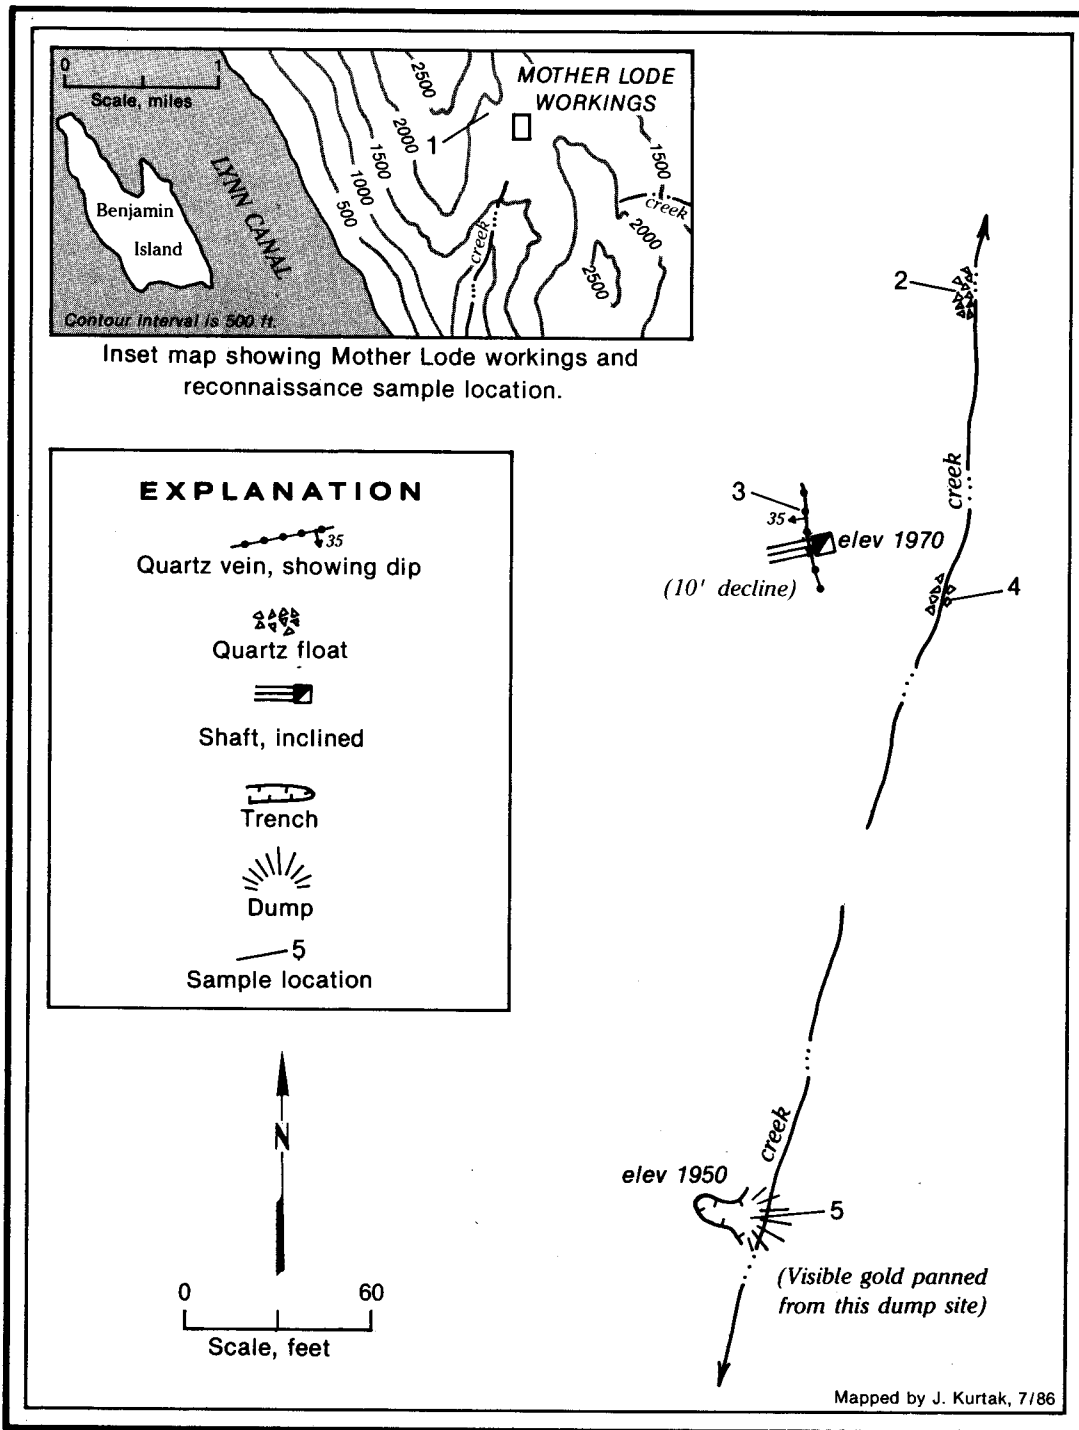 0 1
Scale, miles
MOTHER LODE
WORKINGS
2500
2000
1500
1000
500
1
1500
creek
2000
2500
creek
LYNN CANAL
Benjamin
Island
Contour interval is 500 ft.
Inset map showing Mother Lode workings and
reconnaissance sample location.
EXPLANATION
35
Quartz vein, showing dip
Quartz float
Shaft, inclined
Trench
Dump
5
Sample location
N
0 60
Scale, feet
2
creek
3
35
elev 1970
(10' decline)
4
creek
elev 1950
5
(Visible gold panned
from this dump site)
Mapped by J. Kurtak, 7/86